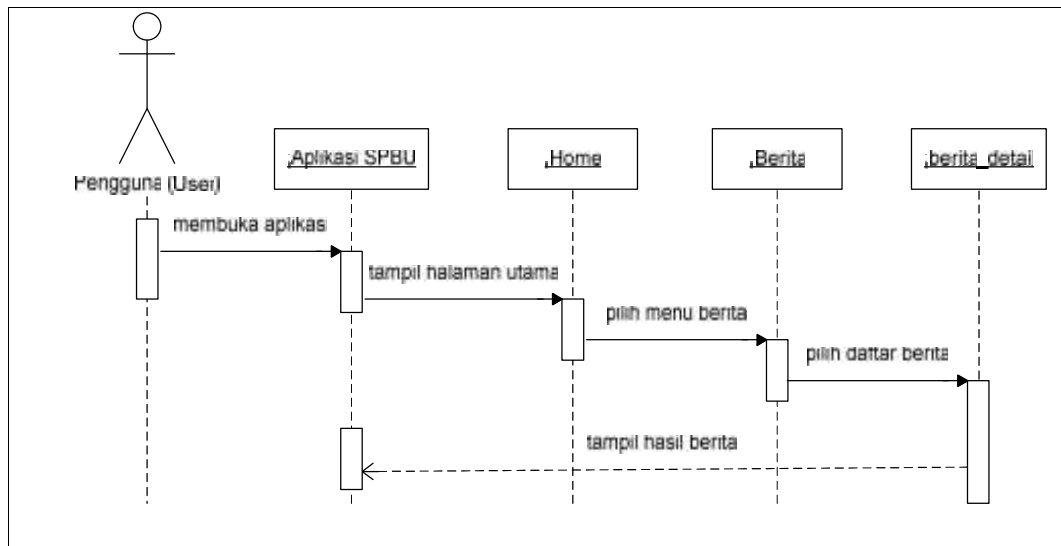 :Aplikasi SPBU
:Home
:Berita
:berita_detail
Pengguna (User)
membuka aplikasi
tampil halaman utama
pilih menu berita
pilih daftar berita
tampil hasil berita